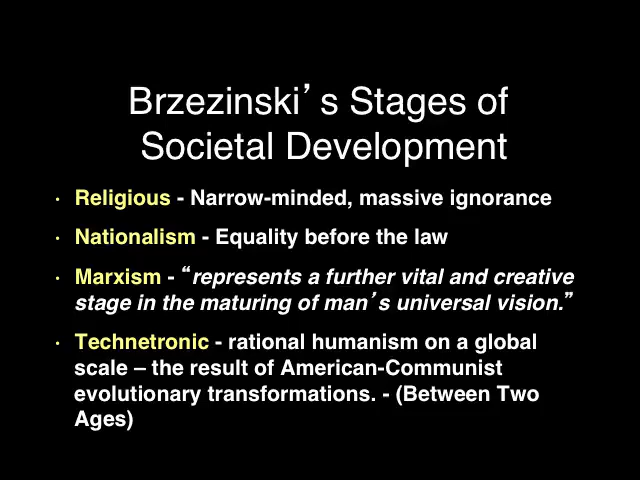 Brzezinski’s Stages of
Societal Development
· Religious - Narrow-minded, massive ignorance
· Nationalism - Equality before the law
· Marxism - “represents a further vital and creative
stage in the maturing of man’s universal vision.”
· Technetronic - rational humanism on a global
scale – the result of American-Communist
evolutionary transformations. - (Between Two
Ages)